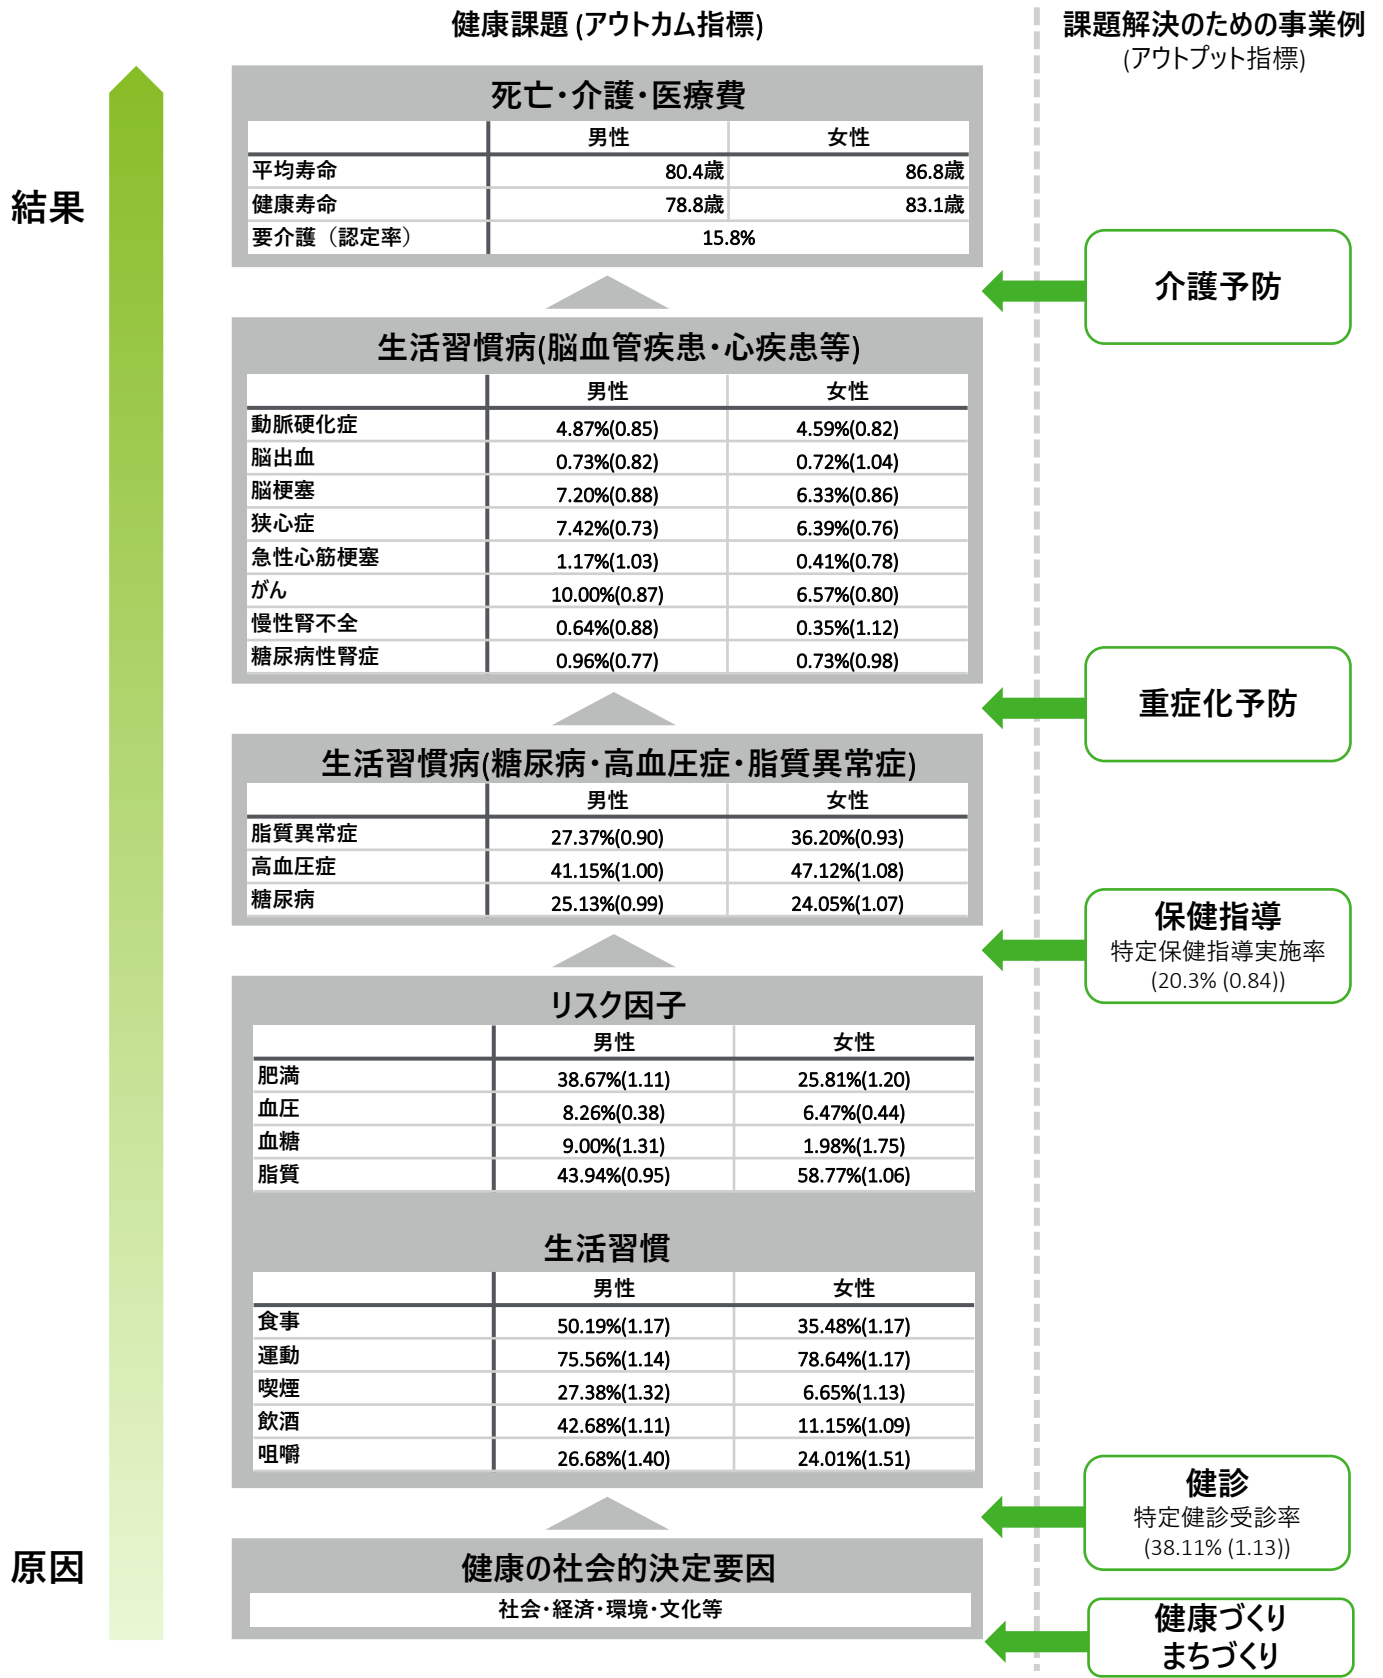 健康課題 (アウトカム指標)
課題解決のための事業例
(アウトプット指標)
結果
死亡・介護・医療費
男性 女性
平均寿命 80.4歳 86.8歳
健康寿命 78.8歳 83.1歳
要介護（認定率） 15.8%
介護予防
生活習慣病(脳血管疾患・心疾患等)
男性 女性
動脈硬化症 4.87%(0.85) 4.59%(0.82)
脳出血 0.73%(0.82) 0.72%(1.04)
脳梗塞 7.20%(0.88) 6.33%(0.86)
狭心症 7.42%(0.73) 6.39%(0.76)
急性心筋梗塞 1.17%(1.03) 0.41%(0.78)
がん 10.00%(0.87) 6.57%(0.80)
慢性腎不全 0.64%(0.88) 0.35%(1.12)
糖尿病性腎症 0.96%(0.77) 0.73%(0.98)
重症化予防
生活習慣病(糖尿病・高血圧症・脂質異常症)
男性 女性
脂質異常症 27.37%(0.90) 36.20%(0.93)
高血圧症 41.15%(1.00) 47.12%(1.08)
糖尿病 25.13%(0.99) 24.05%(1.07)
保健指導
特定保健指導実施率
(20.3% (0.84))
リスク因子
男性 女性
肥満 38.67%(1.11) 25.81%(1.20)
血圧 8.26%(0.38) 6.47%(0.44)
血糖 9.00%(1.31) 1.98%(1.75)
脂質 43.94%(0.95) 58.77%(1.06)
生活習慣
男性 女性
食事 50.19%(1.17) 35.48%(1.17)
運動 75.56%(1.14) 78.64%(1.17)
喫煙 27.38%(1.32) 6.65%(1.13)
飲酒 42.68%(1.11) 11.15%(1.09)
咀嚼 26.68%(1.40) 24.01%(1.51)
健診
特定健診受診率
(38.11% (1.13))
原因
健康の社会的決定要因
社会・経済・環境・文化等
健康づくり
まちづくり